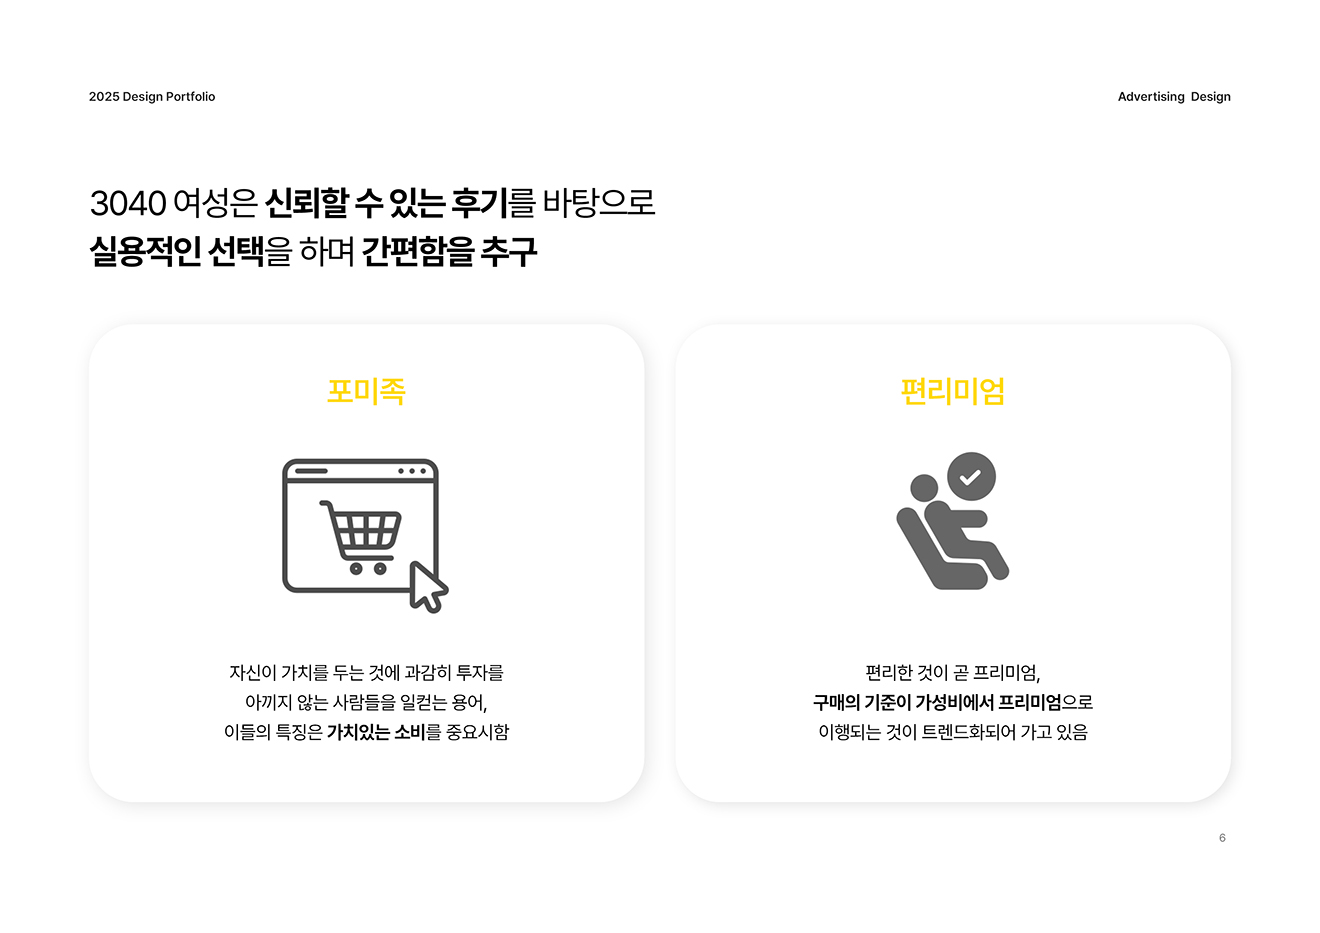 2025 Design Portfolio
Advertising Design
3040 여성은 신뢰할 수 있는 후기를 바탕으로
실용적인 선택을 하며 간편함을 추구
포미족
자신이 가치를 두는 것에 과감히 투자를
아끼지 않는 사람들을 일컫는 용어,
이들의 특징은 가치있는 소비를 중요시함
편리미엄
편리한 것이 곧 프리미엄,
구매의 기준이 가성비에서 프리미엄으로
이행되는 것이 트렌드화되어 가고 있음
6